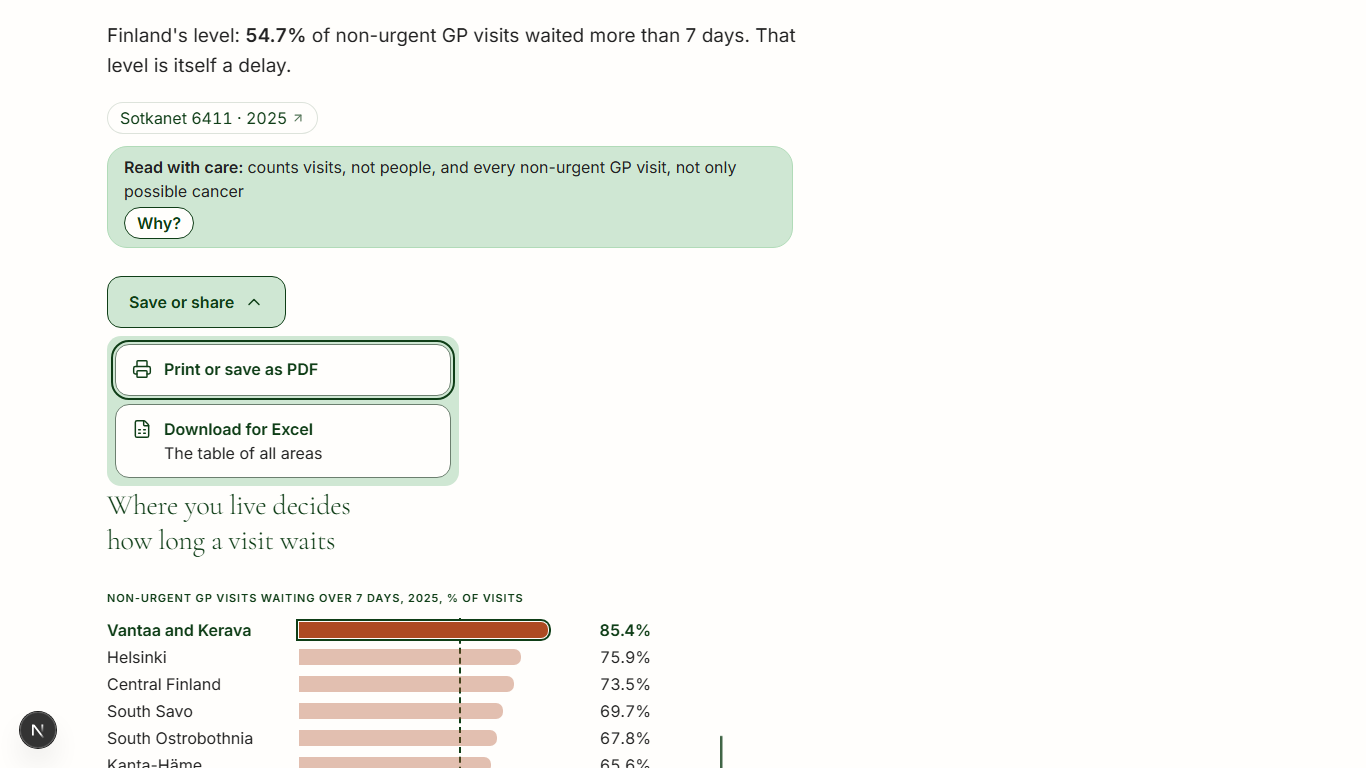 Finland's level: 54.7% of non-urgent GP visits waited more than 7 days. That
level is itself a delay.
Sotkanet 6411 · 2025 ↗
Read with care: counts visits, not people, and every non-urgent GP visit, not only
possible cancer
Why?
Save or share
Print or save as PDF
Download for Excel
The table of all areas
Where you live decides
how long a visit waits
NON-URGENT GP VISITS WAITING OVER 7 DAYS, 2025, % OF VISITS
Vantaa and Kerava 85.4%
Helsinki 75.9%
Central Finland 73.5%
South Savo 69.7%
South Ostrobothnia 67.8%
Kanta-Häme 65.6%
N